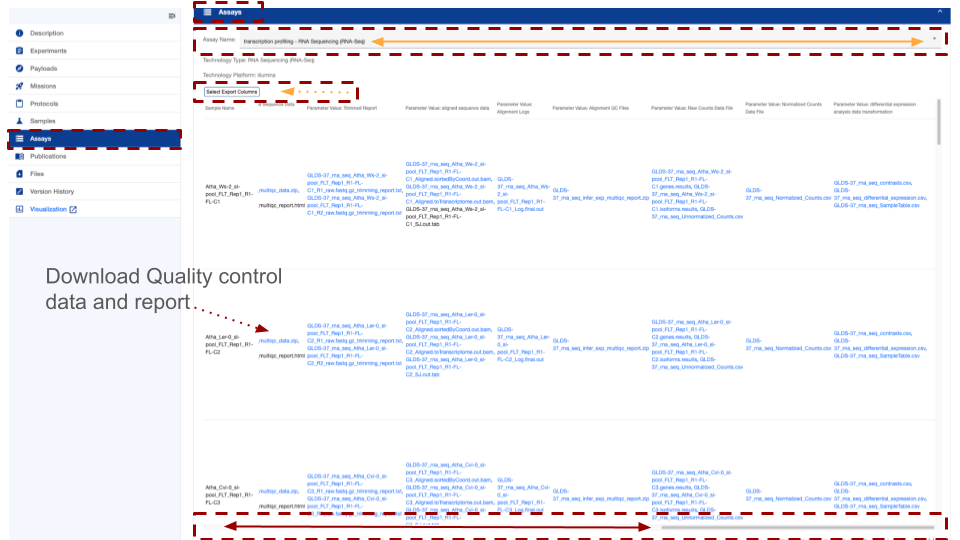 Description
Experiments
Payloads
Missions
Protocols
Samples
Assays
Publications
Files
Version History
Visualization
Assays
Assay Name:
transcription profiling - RNA Sequencing (RNA-Seq)
Technology Type: RNA Sequencing (RNA-Seq)
Technology Platform: Illumina
Select Export Columns
Sample Name
Sequence Data
Parameter Value: Trimmed Report
Parameter Value: aligned sequence data
Parameter Value:
Alignment Logs
Parameter Value: Alignment QC Files
Parameter Value: Raw Counts Data File
Parameter Value: Normalized Counts
Data File
Parameter Value: differential expression
analysis data transformation
Atha_Ws-2_sl-
pool_FLT_Rep1_R1-
FL-C1
multiqc_data.zip,
multiqc_report.html
GLDS-37_rna_seq_Atha_Ws-2_sl-
pool_FLT_Rep1_R1-FL-
C1_R1_raw.fastq.gz_trimming_report.txt,
GLDS-37_rna_seq_Atha_Ws-2_sl-
pool_FLT_Rep1_R1-FL-
C1_R2_raw.fastq.gz_trimming_report.txt
GLDS-37_rna_seq_Atha_Ws-2_sl-
pool_FLT_Rep1_R1-FL-
C1_Aligned.sortedByCoord.out.bam,
GLDS-37_rna_seq_Atha_Ws-2_sl-
pool_FLT_Rep1_R1-FL-
C1_Aligned.toTranscriptome.out.bam,
GLDS-37_rna_seq_Atha_Ws-2_sl-
pool_FLT_Rep1_R1-FL-
C1_SJ.out.tab
GLDS-
37_rna_seq_Atha_Ws-
2_sl-
pool_FLT_Rep1_R1-
FL-C1_Log.final.out
GLDS-
37_rna_seq_infer_exp_multiqc_report.zip
GLDS-37_rna_seq_Atha_Ws-2_sl-
pool_FLT_Rep1_R1-FL-
C1.genes.results, GLDS-
37_rna_seq_Atha_Ws-2_sl-
pool_FLT_Rep1_R1-FL-
C1.isoforms.results, GLDS-
37_rna_seq_Unnormalized_Counts.csv
GLDS-
37_rna_seq_Normalized_Counts.csv
GLDS-37_rna_seq_contrasts.csv,
GLDS-
37_rna_seq_differential_expression.csv,
GLDS-37_rna_seq_SampleTable.csv
Download Quality control
data and report
Atha_Ler-0_sl-
pool_FLT_Rep1_R1-
FL-C2
multiqc_data.zip,
multiqc_report.html
GLDS-37_rna_seq_Atha_Ler-0_sl-
pool_FLT_Rep1_R1-FL-
C2_R1_raw.fastq.gz_trimming_report.txt,
GLDS-37_rna_seq_Atha_Ler-0_sl-
pool_FLT_Rep1_R1-FL-
C2_R2_raw.fastq.gz_trimming_report.txt
GLDS-37_rna_seq_Atha_Ler-0_sl-
pool_FLT_Rep1_R1-FL-
C2_Aligned.sortedByCoord.out.bam,
GLDS-37_rna_seq_Atha_Ler-0_sl-
pool_FLT_Rep1_R1-FL-
C2_Aligned.toTranscriptome.out.bam,
GLDS-37_rna_seq_Atha_Ler-0_sl-
pool_FLT_Rep1_R1-FL-
C2_SJ.out.tab
GLDS-
37_rna_seq_Atha_Ler-
0_sl-
pool_FLT_Rep1_R1-
FL-C2_Log.final.out
GLDS-
37_rna_seq_infer_exp_multiqc_report.zip
GLDS-37_rna_seq_Atha_Ler-0_sl-
pool_FLT_Rep1_R1-FL-
C2.genes.results, GLDS-
37_rna_seq_Atha_Ler-0_sl-
pool_FLT_Rep1_R1-FL-
C2.isoforms.results, GLDS-
37_rna_seq_Unnormalized_Counts.csv
GLDS-
37_rna_seq_Normalized_Counts.csv
GLDS-37_rna_seq_contrasts.csv,
GLDS-
37_rna_seq_differential_expression.csv,
GLDS-37_rna_seq_SampleTable.csv
Atha_Cvi-0_sl-
pool_FLT_Rep1_R1-
FL-C3
multiqc_data.zip,
multiqc_report.html
GLDS-37_rna_seq_Atha_Cvi-0_sl-
pool_FLT_Rep1_R1-FL-
C3_R1_raw.fastq.gz_trimming_report.txt,
GLDS-37_rna_seq_Atha_Cvi-0_sl-
pool_FLT_Rep1_R1-FL-
GLDS-37_rna_seq_Atha_Cvi-0_sl-
pool_FLT_Rep1_R1-FL-
C3_Aligned.sortedByCoord.out.bam,
GLDS-37_rna_seq_Atha_Cvi-0_sl-
pool_FLT_Rep1_R1-FL-
C3_Aligned.toTranscriptome.out.bam,
GLDS-37_rna_seq_Atha_Cvi-0_sl-
pool_FLT_Rep1_R1-FL-
GLDS-
37_rna_seq_Atha_Cvi-
0_sl-
pool_FLT_Rep1_R1-
FL-C3_Log.final.out
GLDS-
37_rna_seq_infer_exp_multiqc_report.zip
GLDS-37_rna_seq_Atha_Cvi-0_sl-
pool_FLT_Rep1_R1-FL-
C3.genes.results, GLDS-
37_rna_seq_Atha_Cvi-0_sl-
pool_FLT_Rep1_R1-FL-
C3.isoforms.results, GLDS-
37_rna_seq_Unnormalized_Counts.csv
GLDS-
37_rna_seq_Normalized_Counts.csv
GLDS-37_rna_seq_contrasts.csv,
GLDS-
37_rna_seq_differential_expression.csv,
GLDS-37_rna_seq_SampleTable.csv